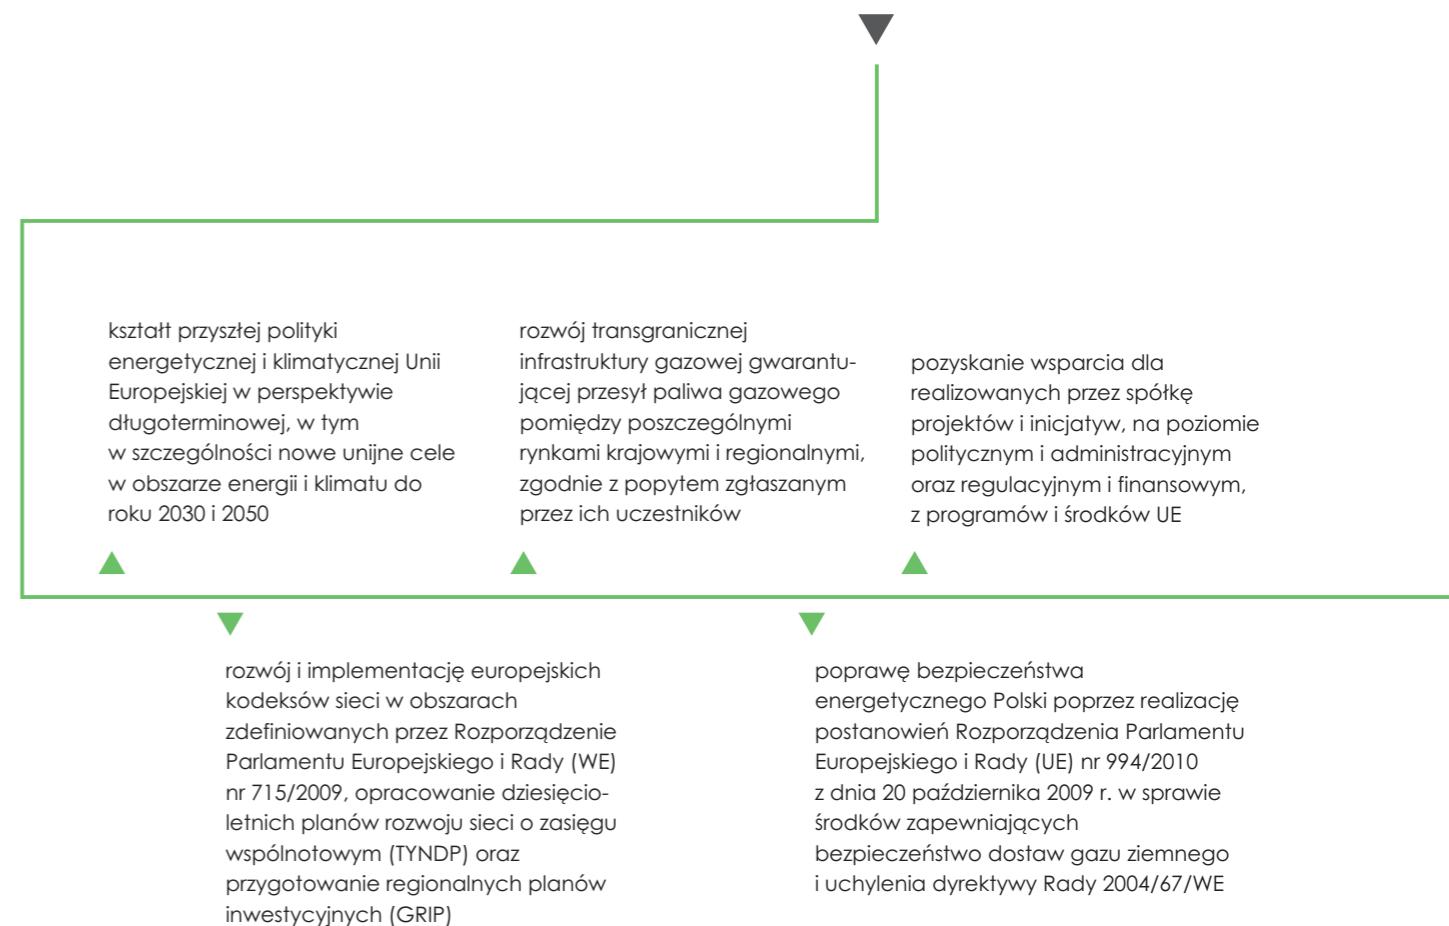 kształt przyszłej polityki
energetycznej i klimatycznej Unii
Europejskiej w perspektywie
długoterminowej, w tym
w szczególności nowe unijne cele
w obszarze energii i klimatu do
roku 2030 i 2050
rozwój transgranicznej
infrastruktury gazowej gwarantu-
jącej przesył paliwa gazowego
pomiędzy poszczególnymi
rynkami krajowymi i regionalnymi,
zgodnie z popytem zgłaszanym
przez ich uczestników
pozyskanie wsparcia dla
realizowanych przez spółkę
projektów i inicjatyw, na poziomie
politycznym i administracyjnym
oraz regulacyjnym i finansowym,
z programów i środków UE
rozwój i implementację europejskich
kodeksów sieci w obszarach
zdefiniowanych przez Rozporządzenie
Parlamentu Europejskiego i Rady (WE)
nr 715/2009, opracowanie dziesięcio-
letnich planów rozwoju sieci o zasięgu
wspólnotowym (TYNDP) oraz
przygotowanie regionalnych planów
inwestycyjnych (GRIP)
poprawę bezpieczeństwa
energetycznego Polski poprzez realizację
postanowień Rozporządzenia Parlamentu
Europejskiego i Rady (UE) nr 994/2010
z dnia 20 października 2009 r. w sprawie
środków zapewniających
bezpieczeństwo dostaw gazu ziemnego
i uchylenia dyrektywy Rady 2004/67/WE